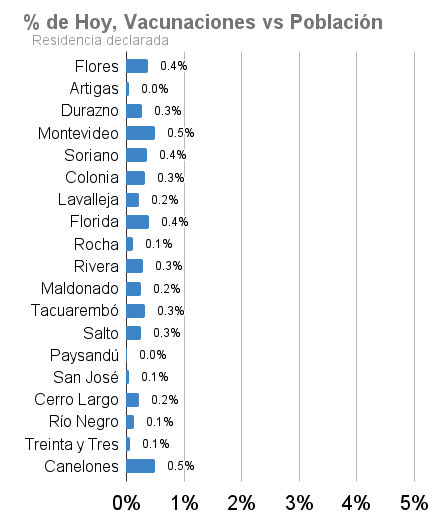 % de Hoy, Vacunaciones vs Población
Residencia declarada
Flores 0.4%
Artigas 0.0%
Durazno 0.3%
Montevideo 0.5%
Soriano 0.4%
Colonia 0.3%
Lavalleja 0.2%
Florida 0.4%
Rocha 0.1%
Rivera 0.3%
Maldonado 0.2%
Tacuarembó 0.3%
Salto 0.3%
Paysandú 0.0%
San José 0.1%
Cerro Largo 0.2%
Río Negro 0.1%
Treinta y Tres 0.1%
Canelones 0.5%
0% 1% 2% 3% 4% 5%